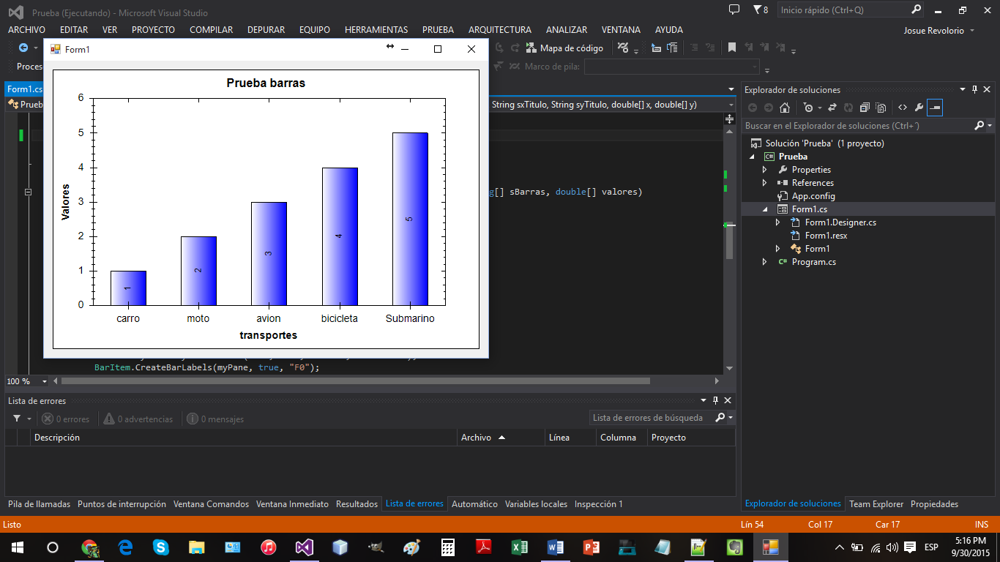 Prueba (Ejecutando) - Microsoft Visual Studio
8
Inicio rápido (Ctrl+Q)
ARCHIVO EDITAR VER PROYECTO COMPILAR DEPURAR EQUIPO HERRAMIENTAS PRUEBA ARQUITECTURA ANALIZAR VENTANA AYUDA
Josue Revolorio
Form1
Mapa de código
Proces
Marco de pila:
Form1.cs
Prueb
String sxTitulo, String syTitulo, double[] x, double[] y)
Prueba barras
6
5
4
3
2
1
0
Valores
1
2
3
4
5
carro moto avion bicicleta Submarino
transportes
g[] sBarras, double[] valores)
BarItem.CreateBarLabels(myPane, true, "F0");
100 %
Explorador de soluciones
Buscar en el Explorador de soluciones (Ctrl+´)
Solución 'Prueba' (1 proyecto)
Prueba
Properties
References
App.config
Form1.cs
Form1.Designer.cs
Form1.resx
Form1
Program.cs
Lista de errores
0 errores 0 advertencias 0 mensajes
Lista de errores de búsqueda
Descripción Archivo Línea Columna Proyecto
Pila de llamadas Puntos de interrupción Ventana Comandos Ventana Inmediato Resultados Lista de errores Automático Variables locales Inspección 1
Explorador de soluciones Team Explorer Propiedades
Listo
Lín 54 Col 17 Car 17 INS
ESP
5:16 PM
9/30/2015